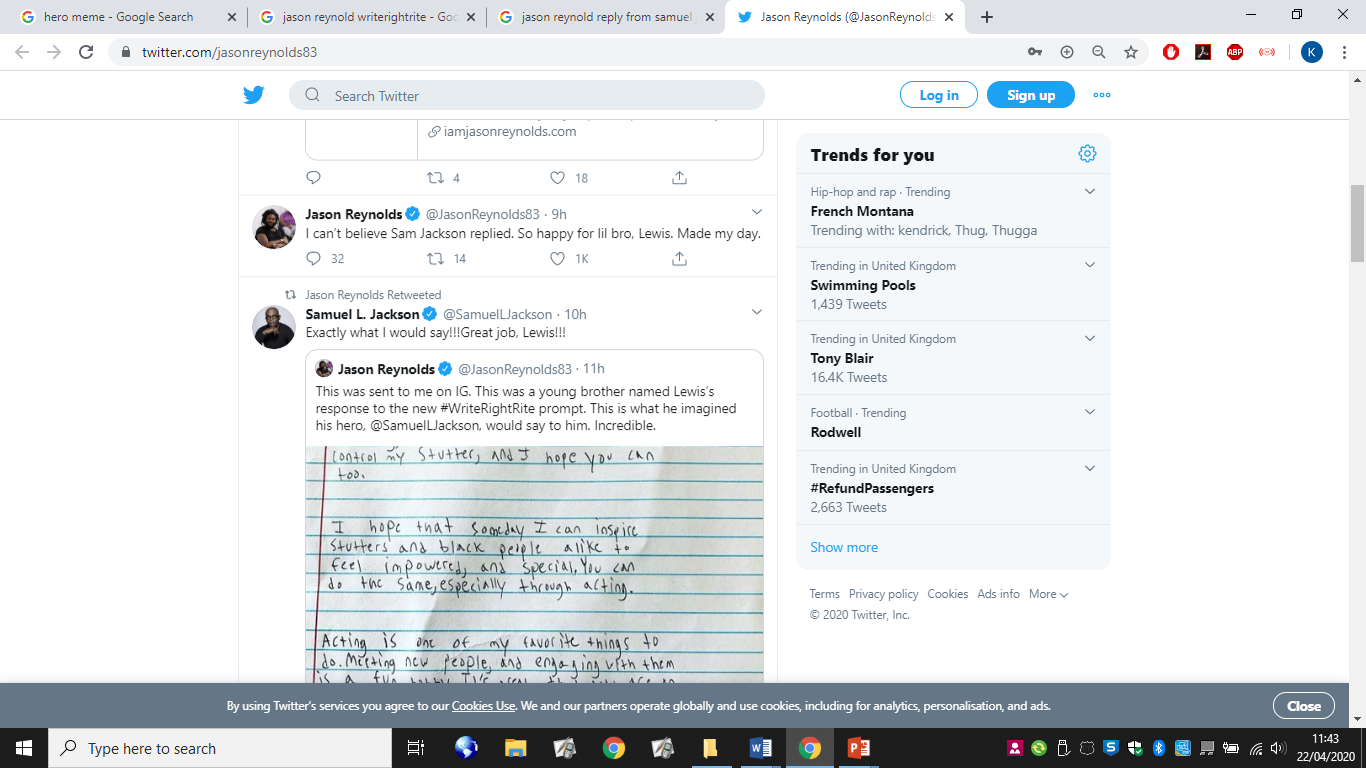 hero meme - Google Search
jason reynold writerightrite - Goo
jason reynold reply from samuel j
Jason Reynolds (@JasonReynolds
twitter.com/jasonreynolds83
ABP
K
Search Twitter
Log in
Sign up
iamjasonreynolds.com
4
18
Jason Reynolds @JasonReynolds83 · 9h
I can't believe Sam Jackson replied. So happy for lil bro, Lewis. Made my day.
32
14
1K
Jason Reynolds Retweeted
Samuel L. Jackson @SamuelLJackson · 10h
Exactly what I would say!!!Great job, Lewis!!!
Jason Reynolds @JasonReynolds83 · 11h
This was sent to me on IG. This was a young brother named Lewis's
response to the new #WriteRightRite prompt. This is what he imagined
his hero, @SamuelLJackson, would say to him. Incredible.
control my stutter, and I hope you can
too.
I hope that someday I can inspire
stutters and black people alike to
feel impowered, and special. You can
do the same, especially through acting.
Acting is one of my favorite things to
do. Meeting new people, and engaging with them
is a fun
Trends for you
Hip-hop and rap · Trending
French Montana
Trending with: kendrick, Thug, Thugga
Trending in United Kingdom
Swimming Pools
1,439 Tweets
Trending in United Kingdom
Tony Blair
16.4K Tweets
Football · Trending
Rodwell
Trending in United Kingdom
#RefundPassengers
2,663 Tweets
Show more
Terms Privacy policy Cookies Ads info More
© 2020 Twitter, Inc.
By using Twitter's services you agree to our Cookies Use. We and our partners operate globally and use cookies, including for analytics, personalisation, and ads.
Close
Type here to search
11:43
22/04/2020